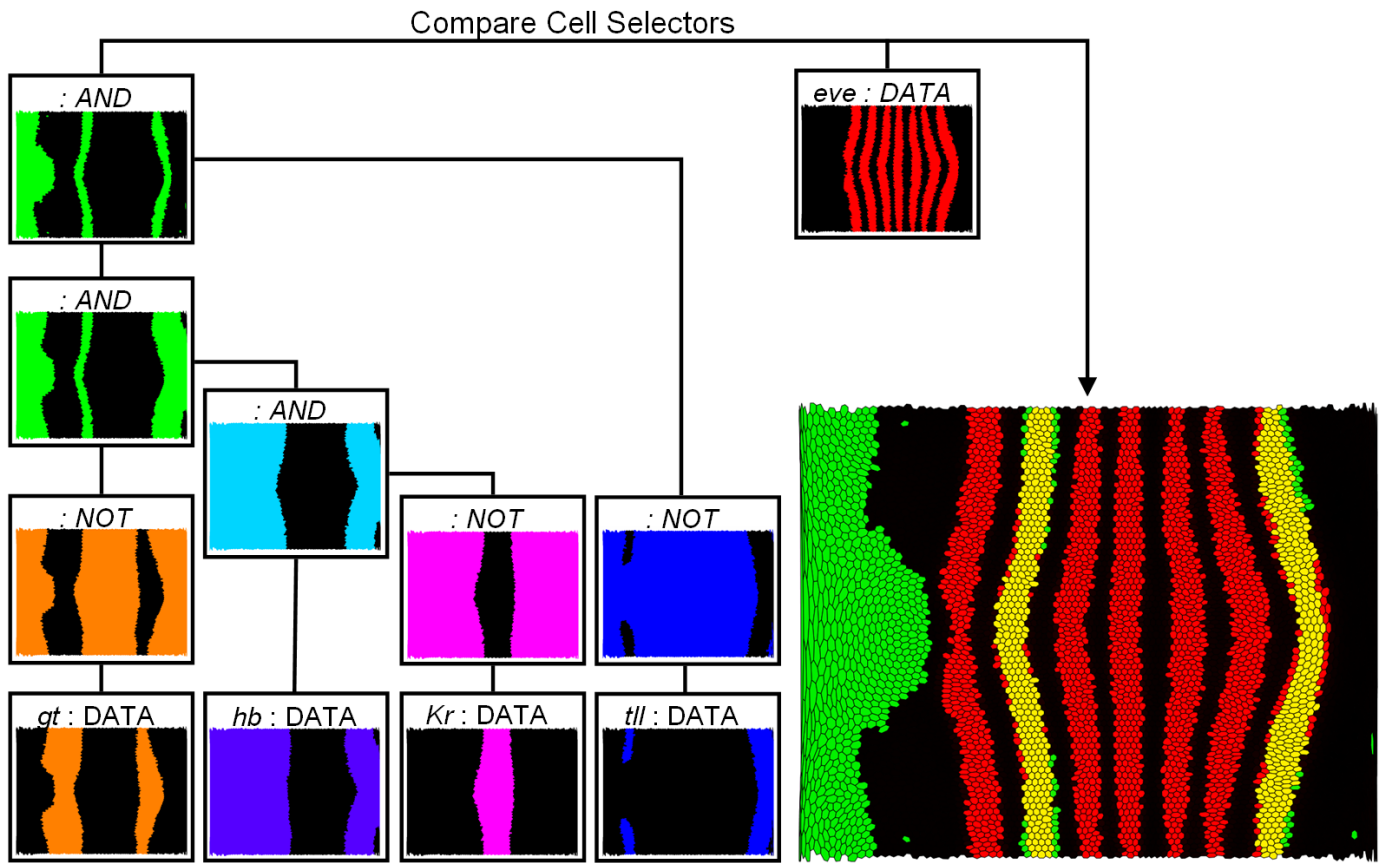 Compare Cell Selectors
: AND
eve : DATA
: AND
: AND
: NOT
: NOT
: NOT
gt : DATA
hb : DATA
Kr : DATA
tll : DATA